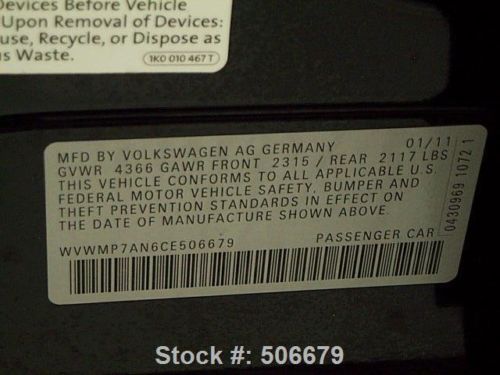 Devices Before Vehicle
Upon Removal of Devices:
use, Recycle, or Dispose as
s Waste.
1K0 010 467 T
MFD BY VOLKSWAGEN AG GERMANY 01/11
GVWR 4366 GAWR FRONT 2315 / REAR 2117 LBS
THIS VEHICLE CONFORMS TO ALL APPLICABLE U.S.
FEDERAL MOTOR VEHICLE SAFETY, BUMPER AND
THEFT PREVENTION STANDARDS IN EFFECT ON
THE DATE OF MANUFACTURE SHOWN ABOVE.
WVWMP7AN6CE506679 PASSENGER CAR
0430969 1072 1
Stock #: 506679